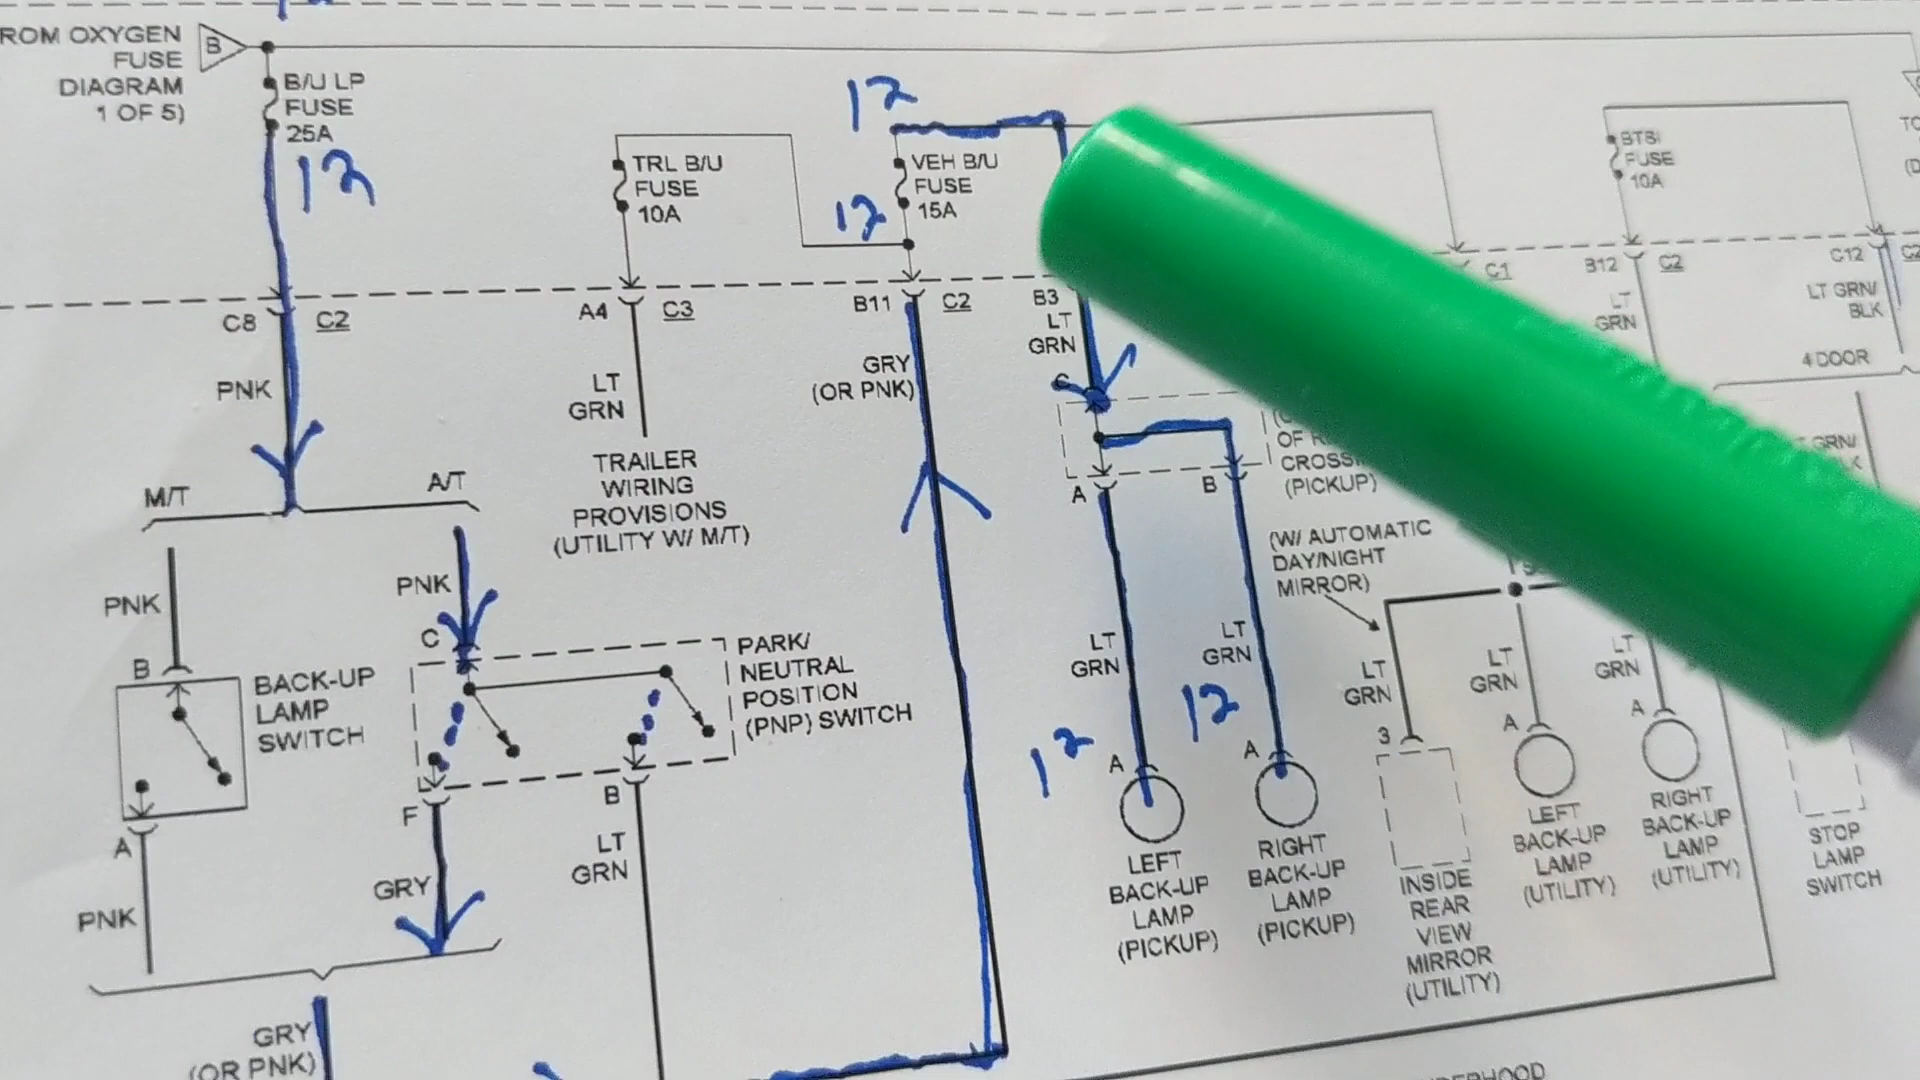 ROM OXYGEN
FUSE
DIAGRAM
1 OF 5)
B
B/U LP
FUSE
25A
12
TRL B/U
FUSE
10A
12
VEH B/U
FUSE
15A
12
BTSI
FUSE
10A
TO
C8
C2
A4
C3
B11
C2
B3
C1
B12
C2
C12
PNK
LT
GRN
GRY
(OR PNK)
LT
GRN
C
LT
GRN
LT GRN/
BLK
4 DOOR
M/T
A/T
TRAILER
WIRING
PROVISIONS
(UTILITY W/ M/T)
A
B
CROSS
(PICKUP)
GRN/
(W/ AUTOMATIC
DAY/NIGHT
MIRROR)
PNK
PNK
B
C
BACK-UP
LAMP
SWITCH
PARK/
NEUTRAL
POSITION
(PNP) SWITCH
A
F
B
PNK
GRY
LT
GRN
GRY
(OR PNK)
LT
GRN
LT
GRN
12
12
A
A
LEFT
BACK-UP
LAMP
(PICKUP)
RIGHT
BACK-UP
LAMP
(PICKUP)
LT
GRN
3
INSIDE
REAR
VIEW
MIRROR
(UTILITY)
LT
GRN
A
LEFT
BACK-UP
LAMP
(UTILITY)
LT
GRN
A
RIGHT
BACK-UP
LAMP
(UTILITY)
STOP
LAMP
SWITCH